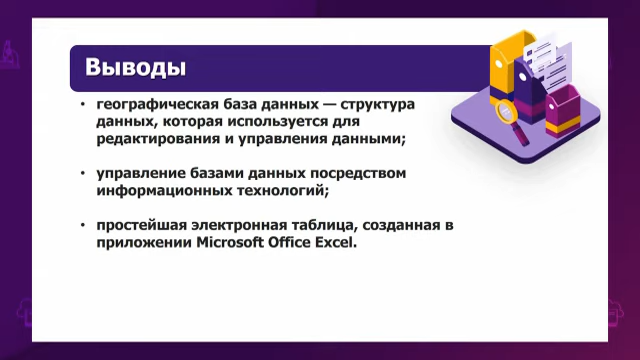 Выводы
• географическая база данных — структура
данных, которая используется для
редактирования и управления данными;
• управление базами данных посредством
информационных технологий;
• простейшая электронная таблица, созданная в
приложении Microsoft Office Excel.